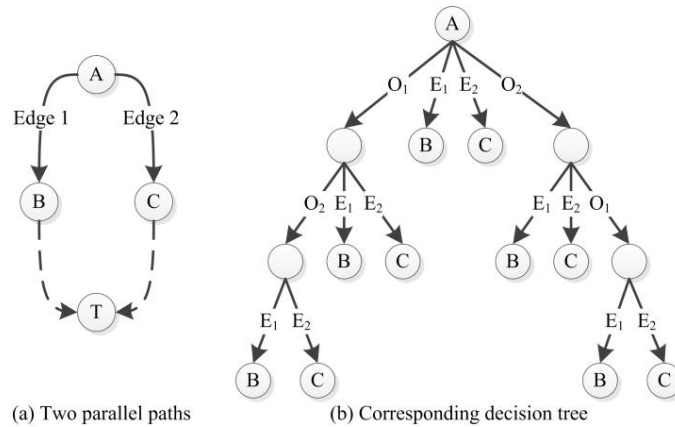 A
A
O₁ E₁ E₂ O₂
Edge 1 Edge 2
B C
B C
O₂ E₁ E₂ E₁ E₂ O₁
B C
B C
T
E₁ E₂ E₁ E₂
B C B C
(a) Two parallel paths (b) Corresponding decision tree